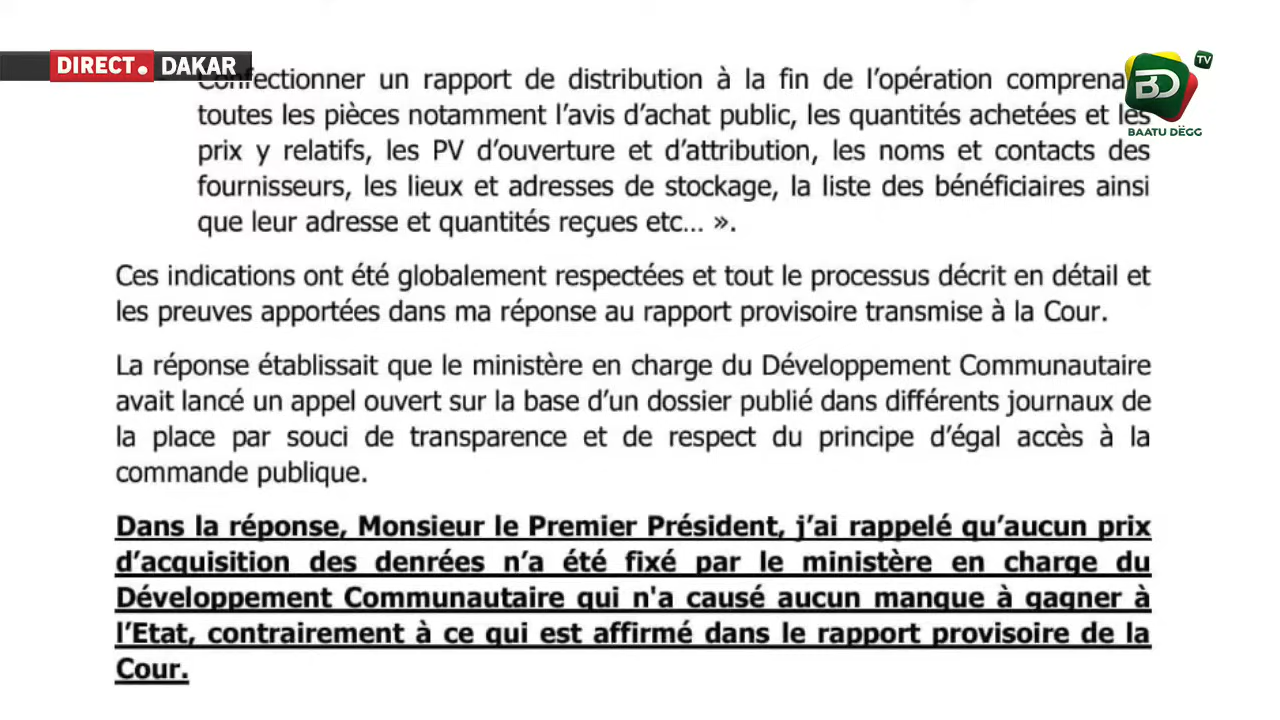 DIRECT. DAKAR
TV
BD
BAATU DËGG
Confectionner un rapport de distribution à la fin de l'opération comprena
toutes les pièces notamment l'avis d'achat public, les quantités achetées et les
prix y relatifs, les PV d'ouverture et d'attribution, les noms et contacts des
fournisseurs, les lieux et adresses de stockage, la liste des bénéficiaires ainsi
que leur adresse et quantités reçues etc... ».
Ces indications ont été globalement respectées et tout le processus décrit en détail et
les preuves apportées dans ma réponse au rapport provisoire transmise à la Cour.
La réponse établissait que le ministère en charge du Développement Communautaire
avait lancé un appel ouvert sur la base d'un dossier publié dans différents journaux de
la place par souci de transparence et de respect du principe d'égal accès à la
commande publique.
Dans la réponse, Monsieur le Premier Président, j'ai rappelé qu'aucun prix
d'acquisition des denrées n'a été fixé par le ministère en charge du
Développement Communautaire qui n'a causé aucun manque à gagner à
l'Etat, contrairement à ce qui est affirmé dans le rapport provisoire de la
Cour.